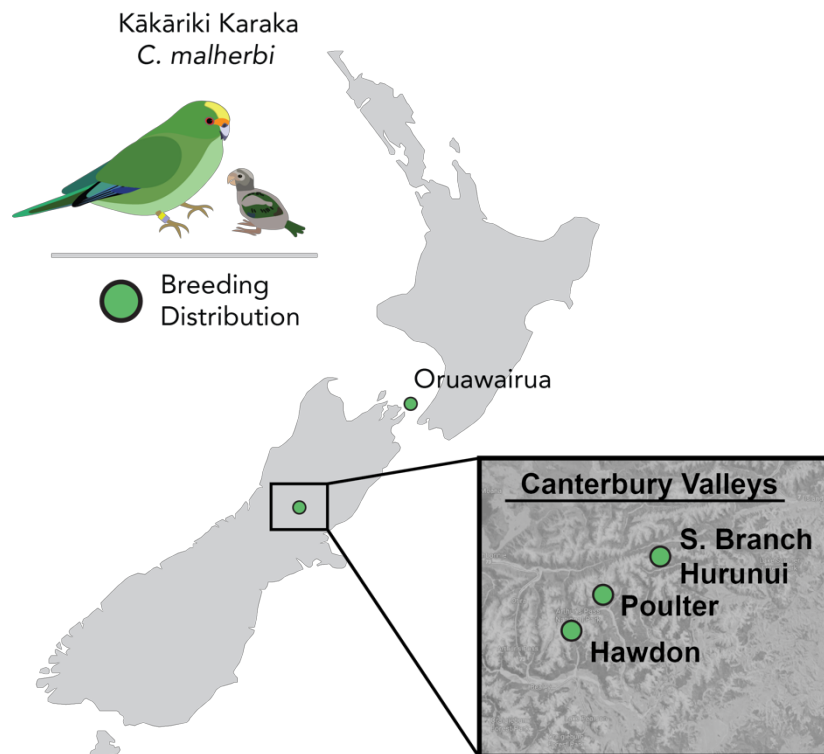 Kākāriki Karaka
C. malherbi
Breeding
Distribution
Oruawairua
Canterbury Valleys
S. Branch
Hurunui
Poulter
Hawdon